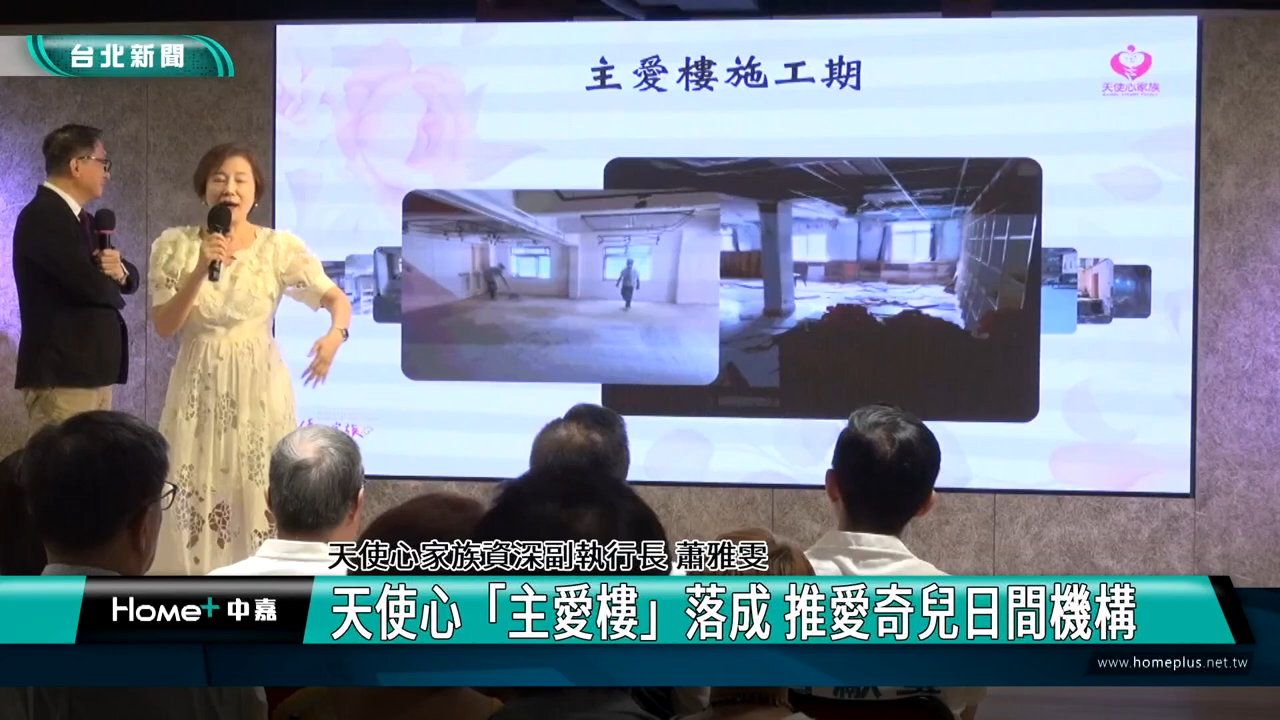 台北新聞
主愛樓施工期
天使心家族
天使心家族資深副執行長 蕭雅雯
Home+中嘉
天使心「主愛樓」落成 推愛奇兒日間機構
www.homeplus.net.tw